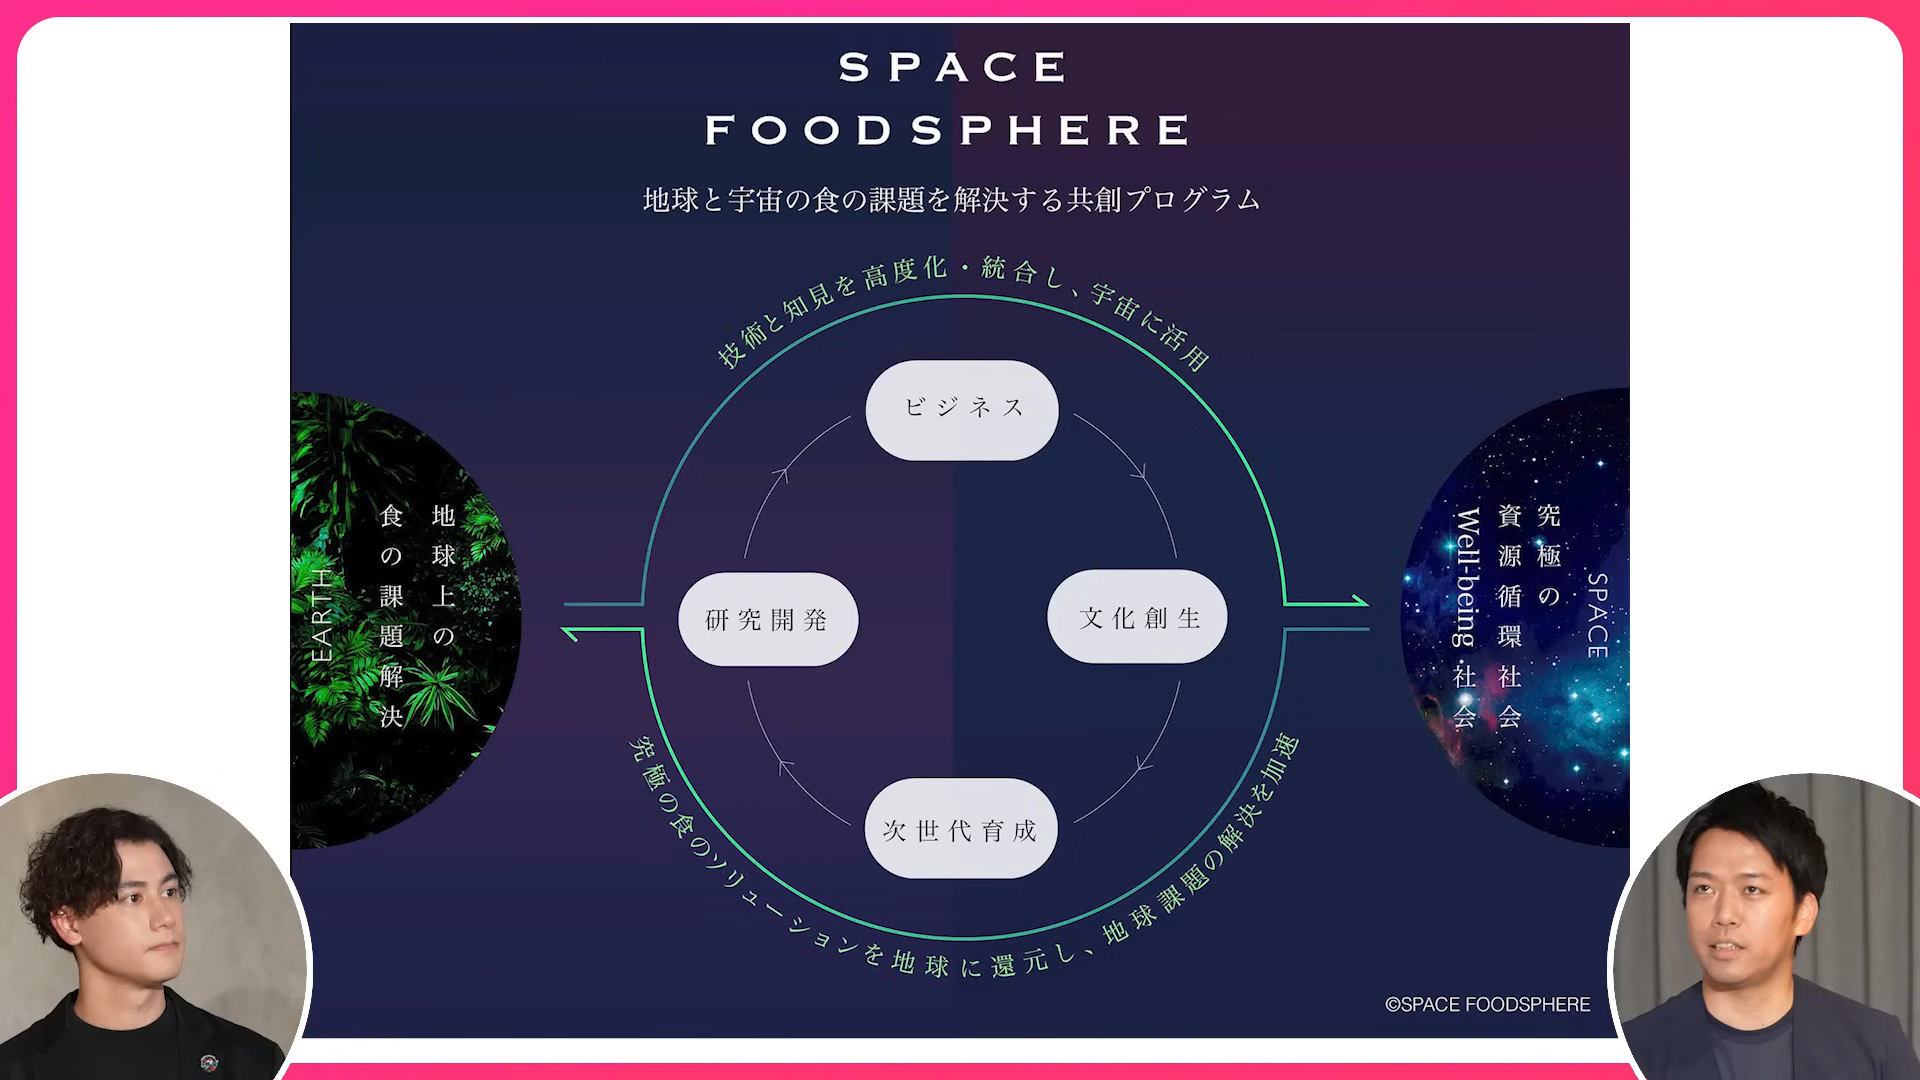 SPACE
FOODSPHERE
地球と宇宙の食の課題を解決する共創プログラム
技術と知見を高度化・統合し、宇宙に活用
ビジネス
研究開発
文化創生
次世代育成
究極の食のソリューションを地球に還元し、地球課題の解決を加速
地球上の
食の課題解決
EARTH
SPACE
究極の
資源循環社会
Well-being 社会
©SPACE FOODSPHERE